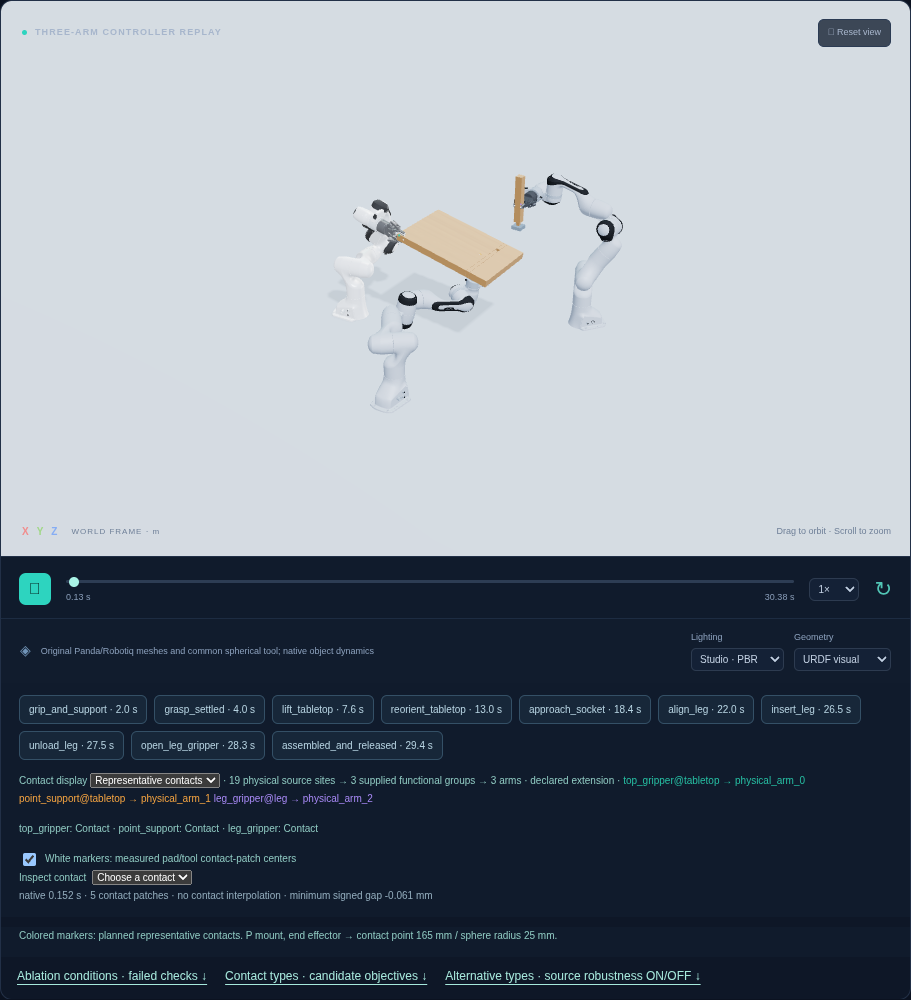 THREE-ARM CONTROLLER REPLAY
Reset view
X Y Z WORLD FRAME · m
Drag to orbit · Scroll to zoom
0.13 s
30.38 s
1×
Original Panda/Robotiq meshes and common spherical tool; native object dynamics
Lighting
Studio · PBR
Geometry
URDF visual
grip_and_support · 2.0 s
grasp_settled · 4.0 s
lift_tabletop · 7.6 s
reorient_tabletop · 13.0 s
approach_socket · 18.4 s
align_leg · 22.0 s
insert_leg · 26.5 s
unload_leg · 27.5 s
open_leg_gripper · 28.3 s
assembled_and_released · 29.4 s
Contact display Representative contacts · 19 physical source sites → 3 supplied functional groups → 3 arms · declared extension · top_gripper@tabletop → physical_arm_0
point_support@tabletop → physical_arm_1 leg_gripper@leg → physical_arm_2
top_gripper: Contact · point_support: Contact · leg_gripper: Contact
White markers: measured pad/tool contact-patch centers
Inspect contact Choose a contact
native 0.152 s · 5 contact patches · no contact interpolation · minimum signed gap -0.061 mm
Colored markers: planned representative contacts. P mount, end effector → contact point 165 mm / sphere radius 25 mm.
Ablation conditions · failed checks ↓
Contact types · candidate objectives ↓
Alternative types · source robustness ON/OFF ↓